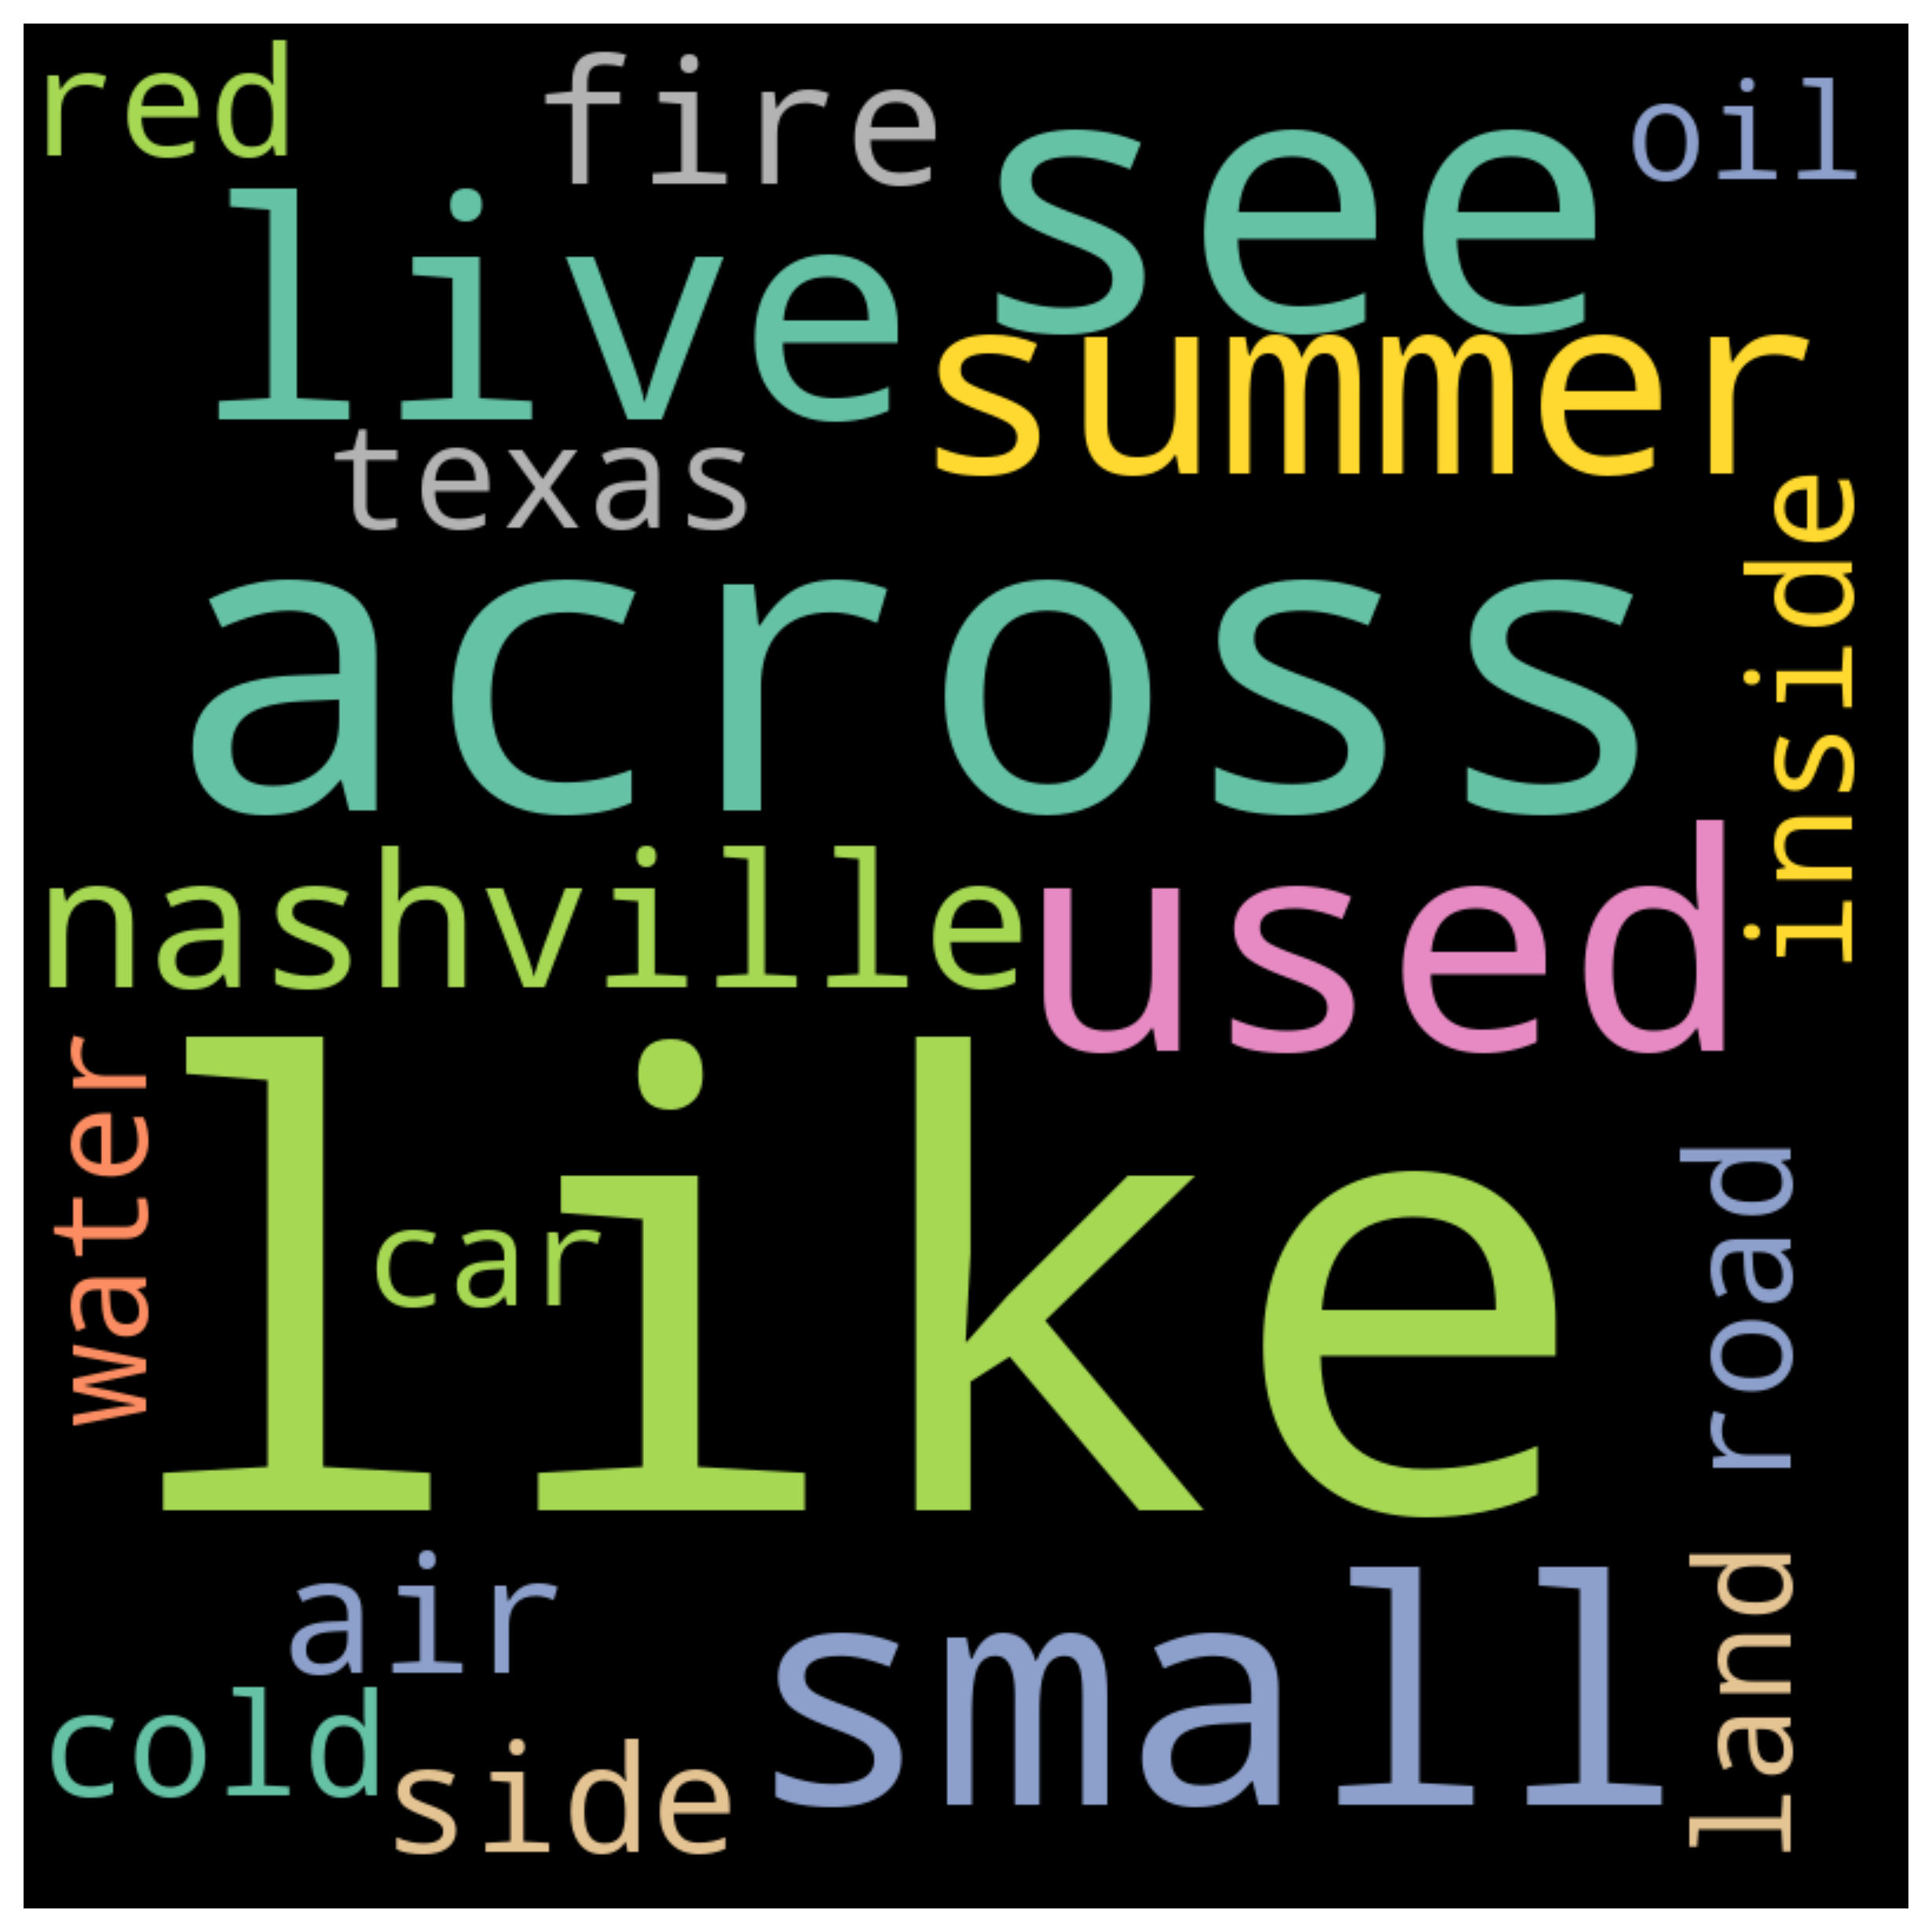 red
fire
oil
see
live
summer
texas
inside
across
nashville
used
water
like
car
road
air
small
land
cold
side